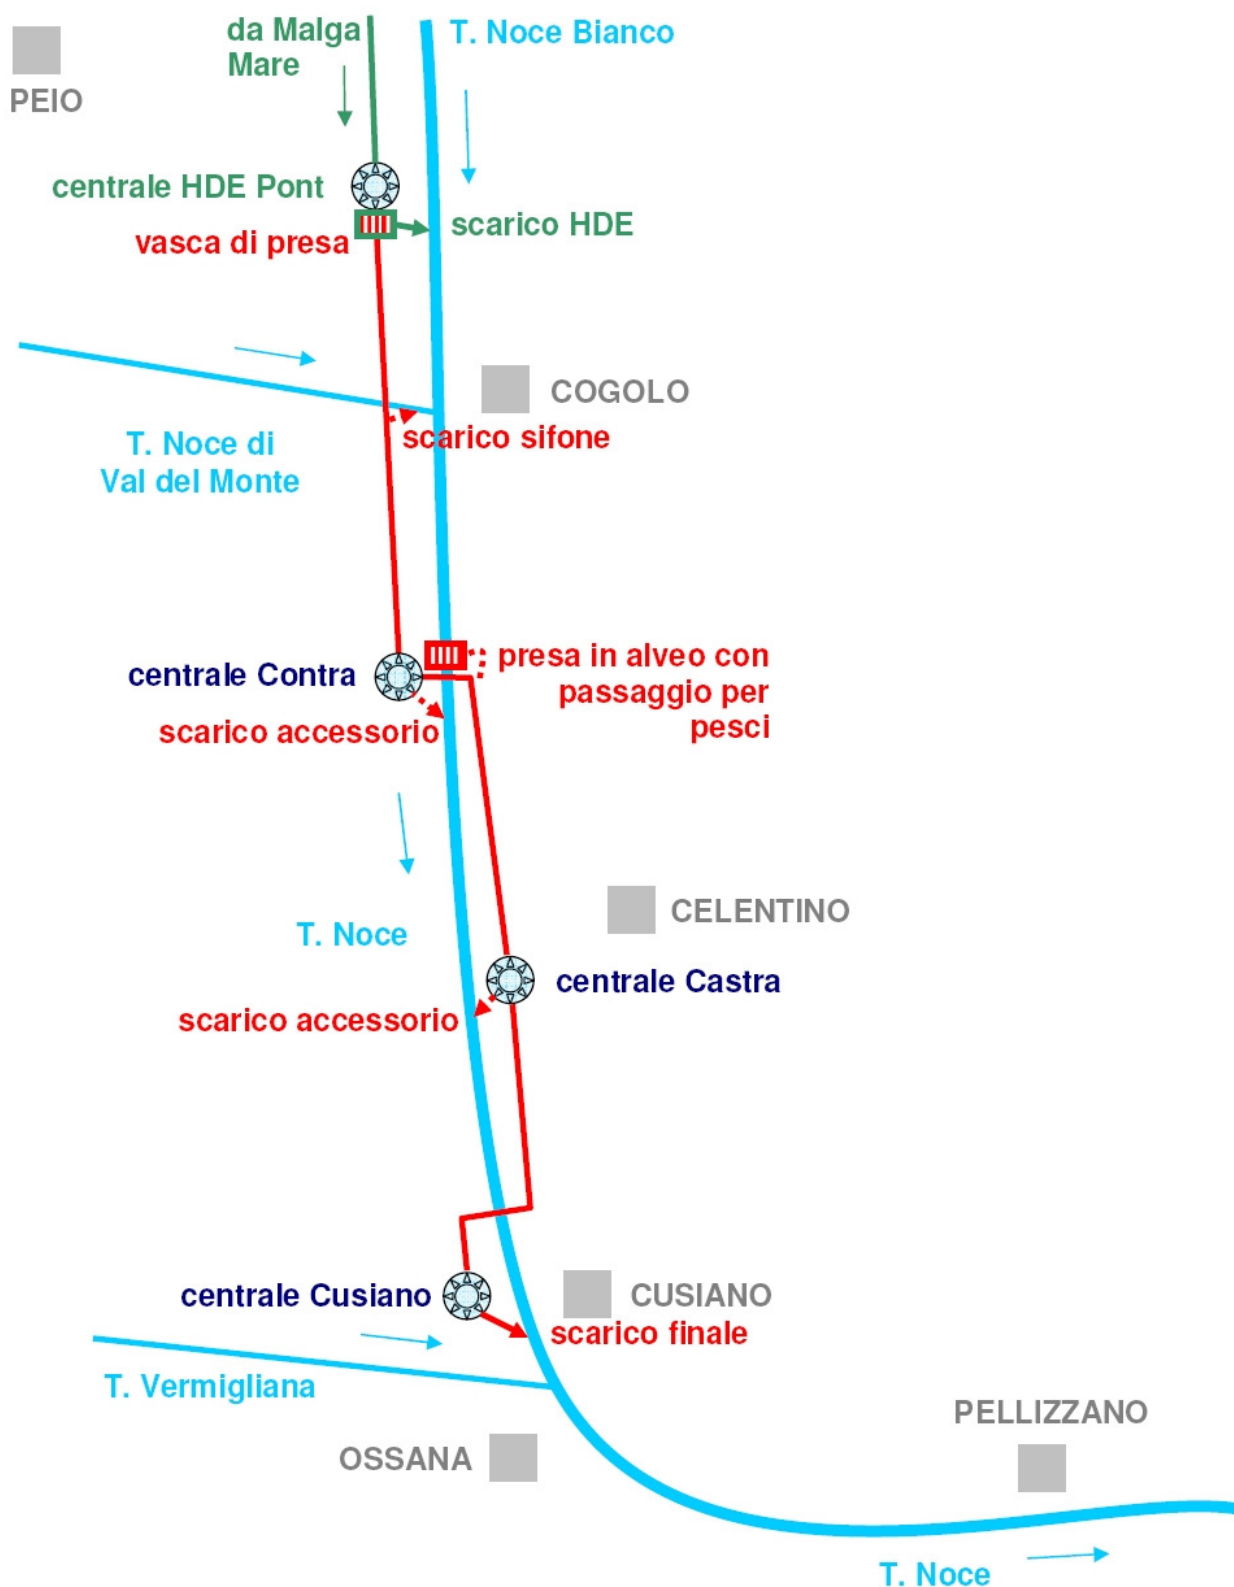 da Malga
Mare
T. Noce Bianco
PEIO
centrale HDE Pont
scarico HDE
vasca di presa
COGOLO
scarico sifone
T. Noce di
Val del Monte
centrale Contra
presa in alveo con
passaggio per
pesci
scarico accessorio
CELENTINO
T. Noce
centrale Castra
scarico accessorio
centrale Cusiano
CUSIANO
scarico finale
T. Vermigliana
PELLIZZANO
OSSANA
T. Noce